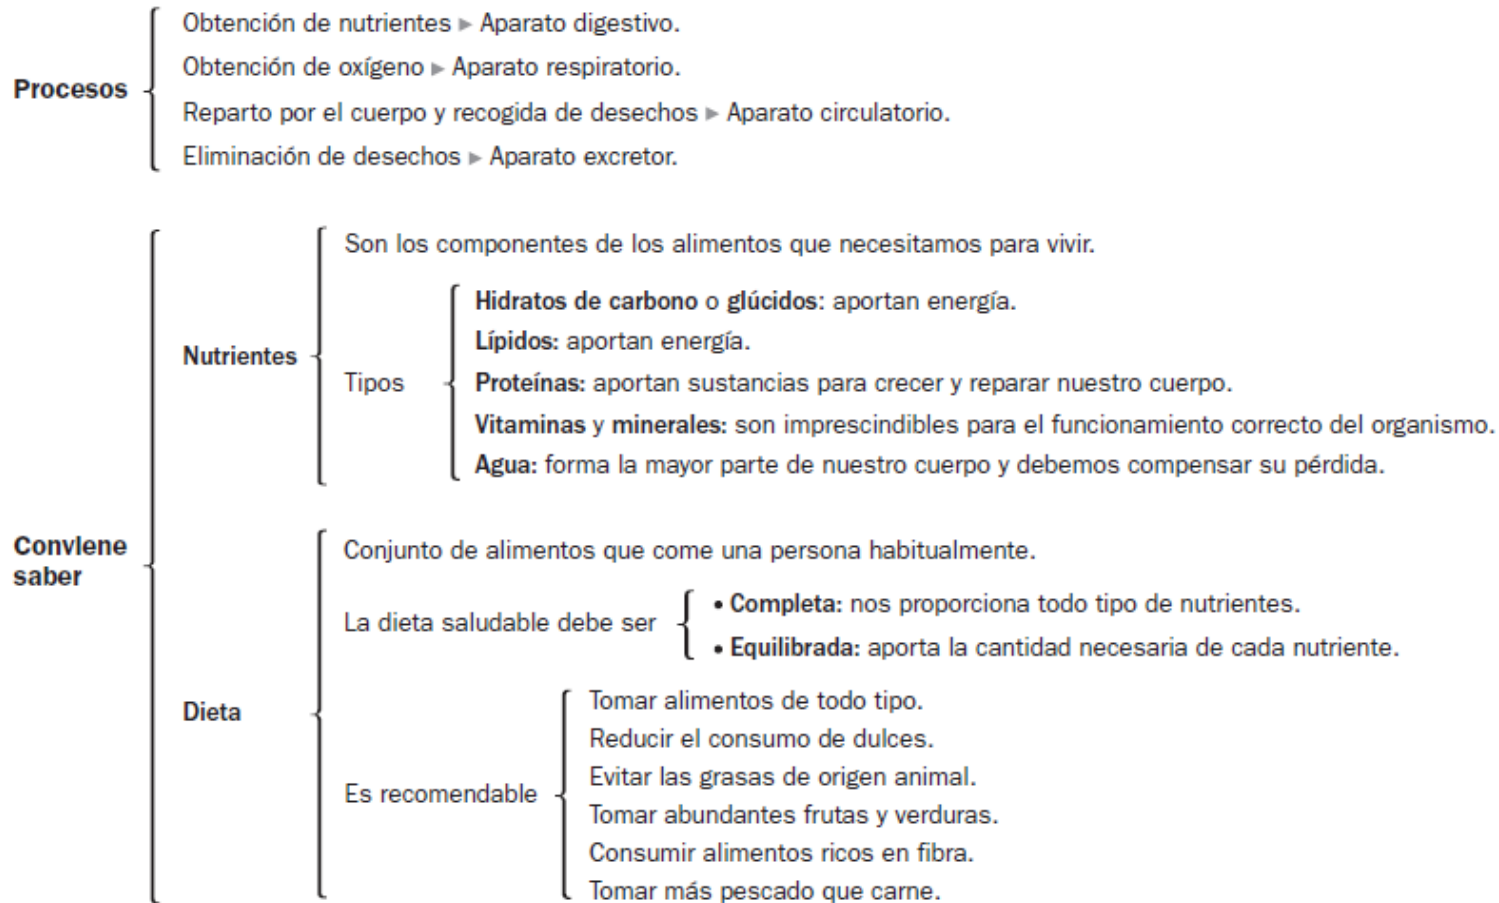 Procesos
Obtención de nutrientes ▶ Aparato digestivo.
Obtención de oxígeno ▶ Aparato respiratorio.
Reparto por el cuerpo y recogida de desechos ▶ Aparato circulatorio.
Eliminación de desechos ▶ Aparato excretor.
Conviene
saber
Nutrientes
Son los componentes de los alimentos que necesitamos para vivir.
Tipos
Hidratos de carbono o glúcidos: aportan energía.
Lípidos: aportan energía.
Proteínas: aportan sustancias para crecer y reparar nuestro cuerpo.
Vitaminas y minerales: son imprescindibles para el funcionamiento correcto del organismo.
Agua: forma la mayor parte de nuestro cuerpo y debemos compensar su pérdida.
Dieta
Conjunto de alimentos que come una persona habitualmente.
La dieta saludable debe ser
• Completa: nos proporciona todo tipo de nutrientes.
• Equilibrada: aporta la cantidad necesaria de cada nutriente.
Es recomendable
Tomar alimentos de todo tipo.
Reducir el consumo de dulces.
Evitar las grasas de origen animal.
Tomar abundantes frutas y verduras.
Consumir alimentos ricos en fibra.
Tomar más pescado que carne.